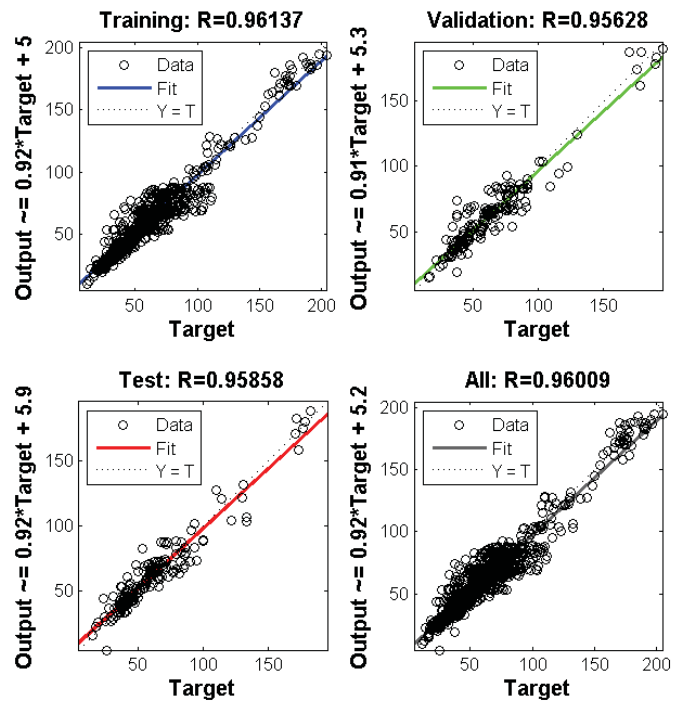 Training: R=0.96137
Output ~= 0.92*Target + 5
200
150
100
50
Data
Fit
Y = T
50 100 150 200
Target
Validation: R=0.95628
Output ~= 0.91*Target + 5.3
150
100
50
Data
Fit
Y = T
50 100 150
Target
Test: R=0.95858
Output ~= 0.92*Target + 5.9
150
100
50
Data
Fit
Y = T
50 100 150
Target
All: R=0.96009
Output ~= 0.92*Target + 5.2
200
150
100
50
Data
Fit
Y = T
50 100 150 200
Target